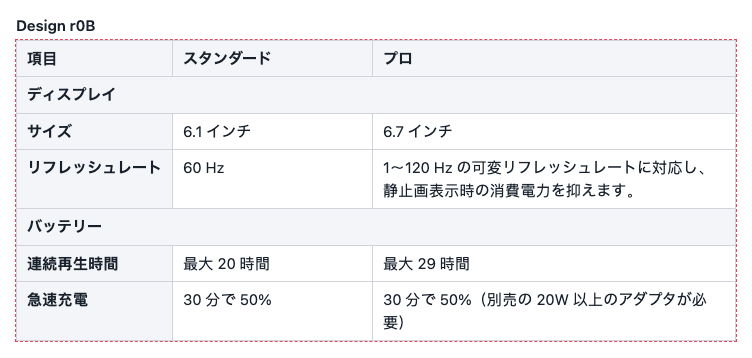 Design r0B
項目 スタンダード プロ
ディスプレイ
サイズ 6.1 インチ 6.7 インチ
リフレッシュレート 60 Hz 1〜120 Hz の可変リフレッシュレートに対応し、
静止画表示時の消費電力を抑えます。
バッテリー
連続再生時間 最大 20 時間 最大 29 時間
急速充電 30 分で 50% 30 分で 50%（別売の 20W 以上のアダプタが必
要）